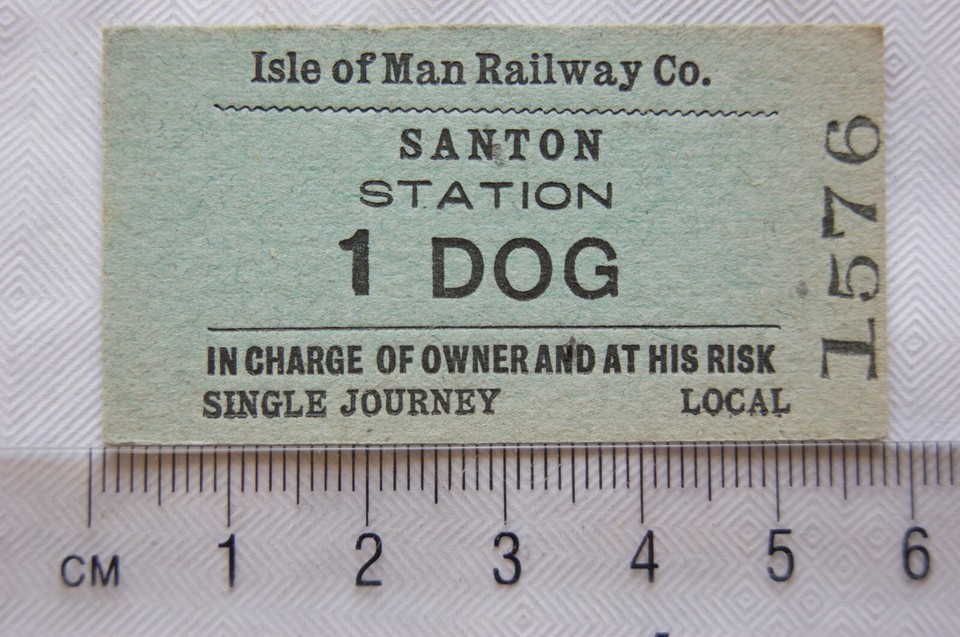 Isle of Man Railway Co.
SANTON
STATION
1 DOG
IN CHARGE OF OWNER AND AT HIS RISK
SINGLE JOURNEY LOCAL
1576
CM 1 2 3 4 5 6